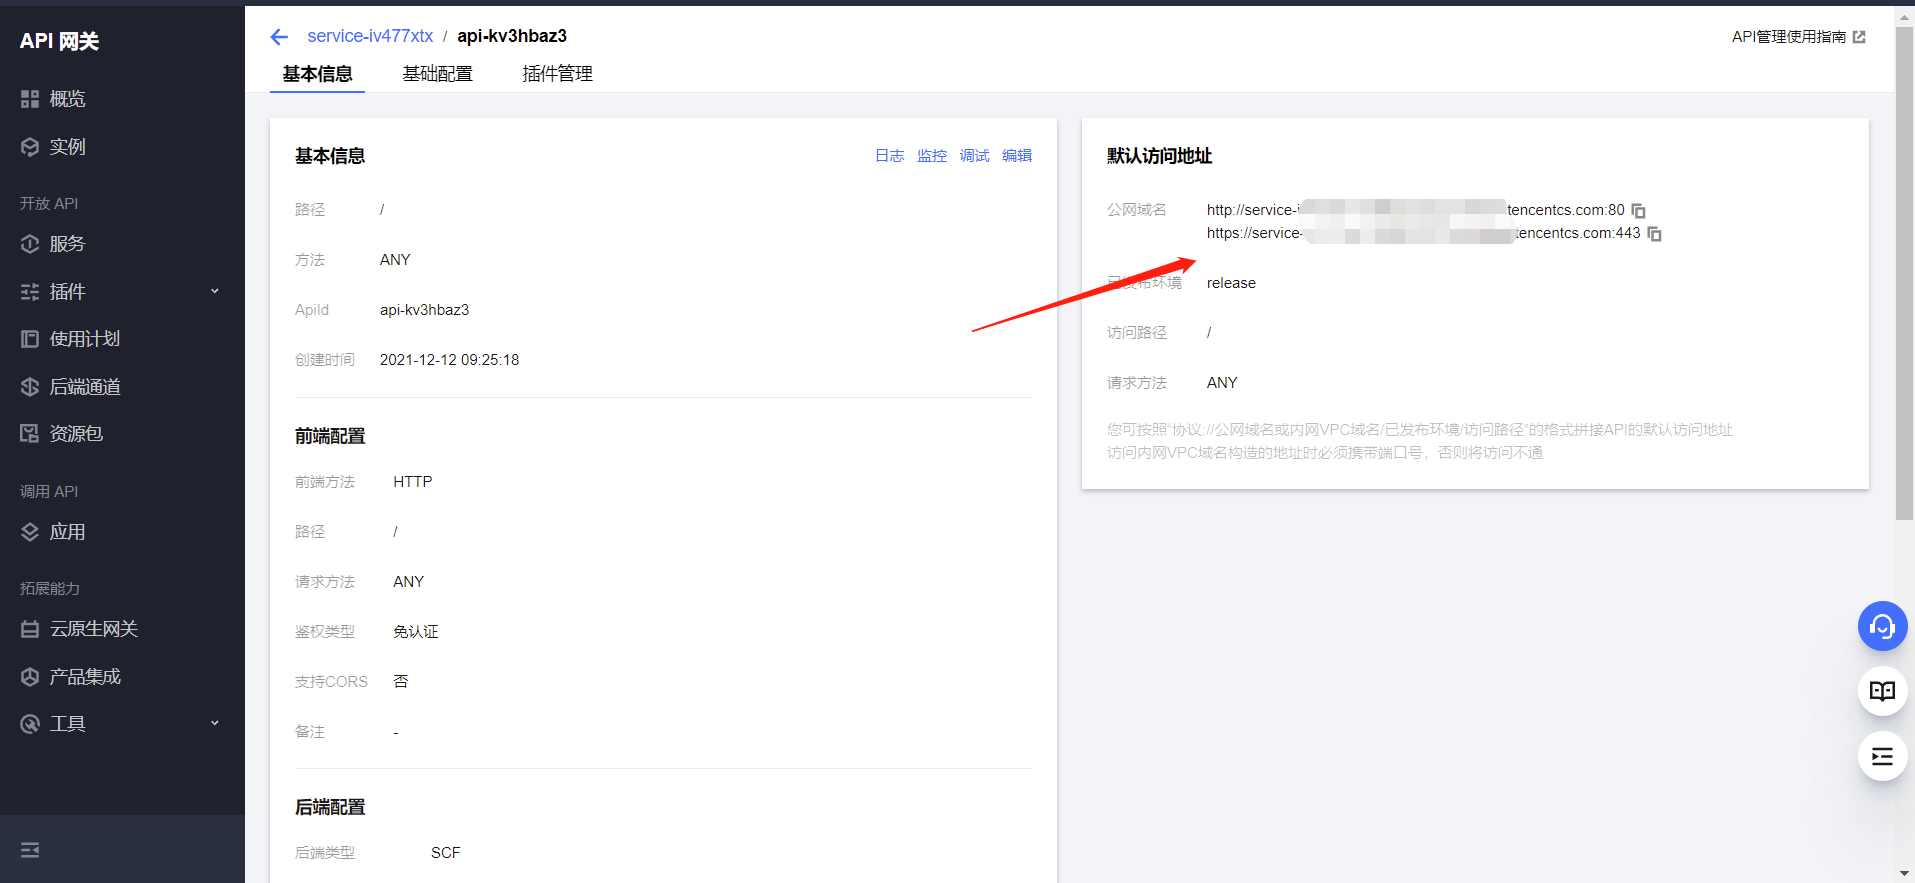 API 网关
概览
实例
开放 API
服务
插件
使用计划
后端通道
资源包
调用 API
应用
拓展能力
云原生网关
产品集成
工具
service-iv477xtx / api-kv3hbaz3
API管理使用指南
基本信息 基础配置 插件管理
基本信息
日志 监控 调试 编辑
路径 /
方法 ANY
ApiId api-kv3hbaz3
创建时间 2021-12-12 09:25:18
前端配置
前端方法 HTTP
路径 /
请求方法 ANY
鉴权类型 免认证
支持CORS 否
备注 -
后端配置
后端类型 SCF
默认访问地址
公网域名 http://service-i tencentcs.com:80
https://service- tencentcs.com:443
已发布环境 release
访问路径 /
请求方法 ANY
您可按照“协议://公网域名或内网VPC域名/已发布环境/访问路径”的格式拼接API的默认访问地址
访问内网VPC域名构造的地址时必须携带端口号，否则将访问不通